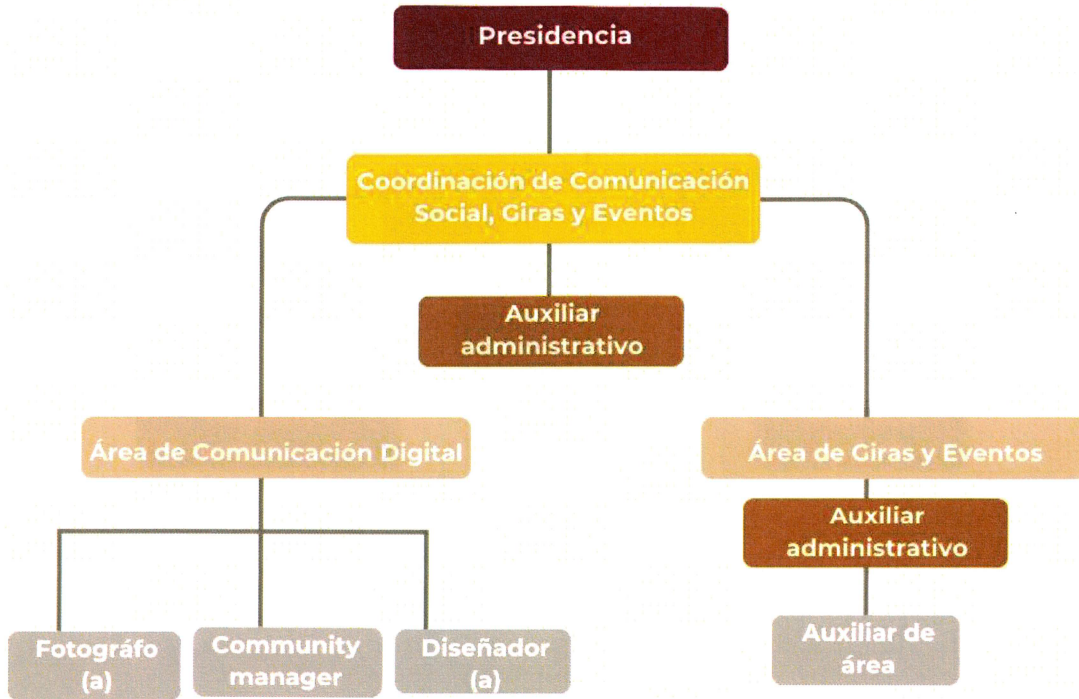 Presidencia
Coordinación de Comunicación
Social, Giras y Eventos
Auxiliar
administrativo
Área de Comunicación Digital
Área de Giras y Eventos
Auxiliar
administrativo
Fotográfo
(a)
Community
manager
Diseñador
(a)
Auxiliar de
área